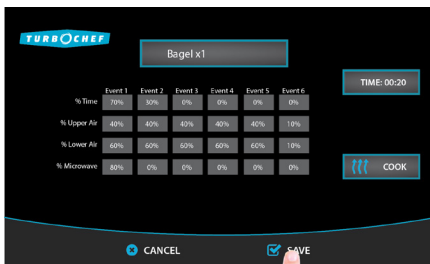 TURBOCHEF
Bagel x1
TIME: 00:20
Event 1 Event 2 Event 3 Event 4 Event 5 Event 6
% Time 70% 30% 0% 0% 0% 0%
% Upper Air 40% 40% 40% 40% 40% 10%
% Lower Air 60% 60% 60% 60% 60% 10%
% Microwave 80% 0% 0% 0% 0% 0%
COOK
CANCEL SAVE